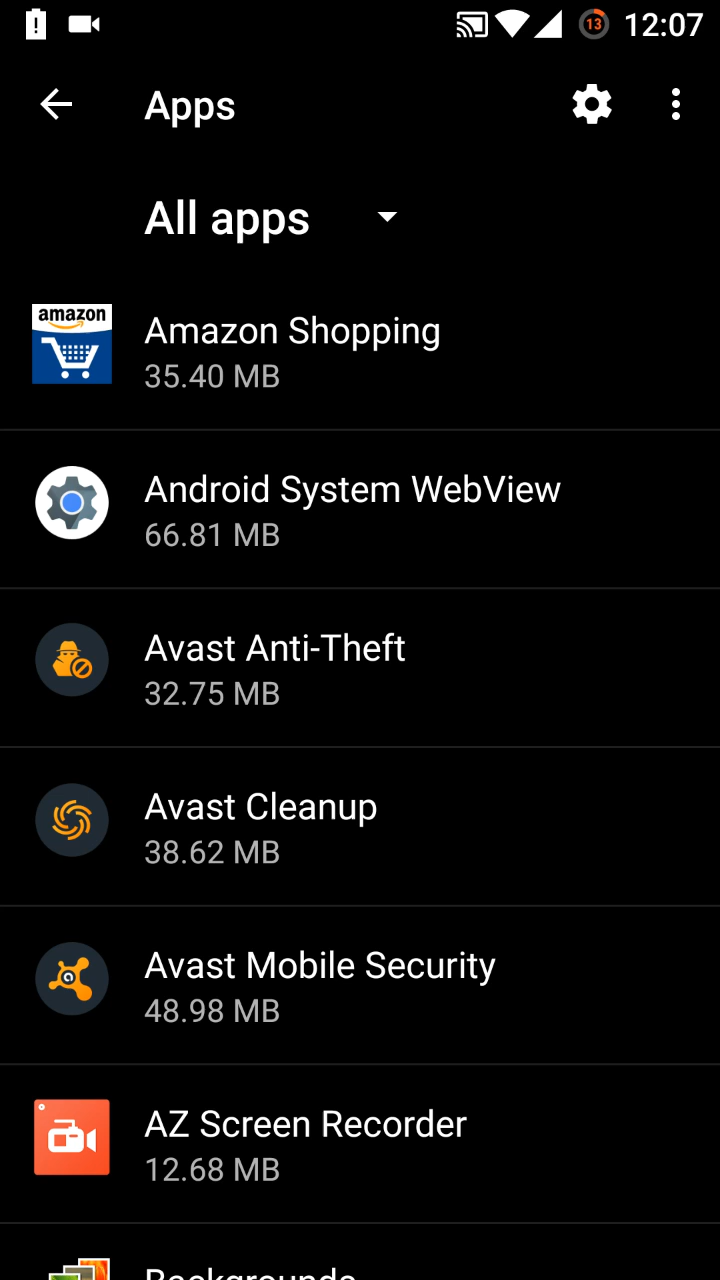 13 12:07
Apps
All apps
amazon
Amazon Shopping
35.40 MB
Android System WebView
66.81 MB
Avast Anti-Theft
32.75 MB
Avast Cleanup
38.62 MB
Avast Mobile Security
48.98 MB
AZ Screen Recorder
12.68 MB
Backgrounds